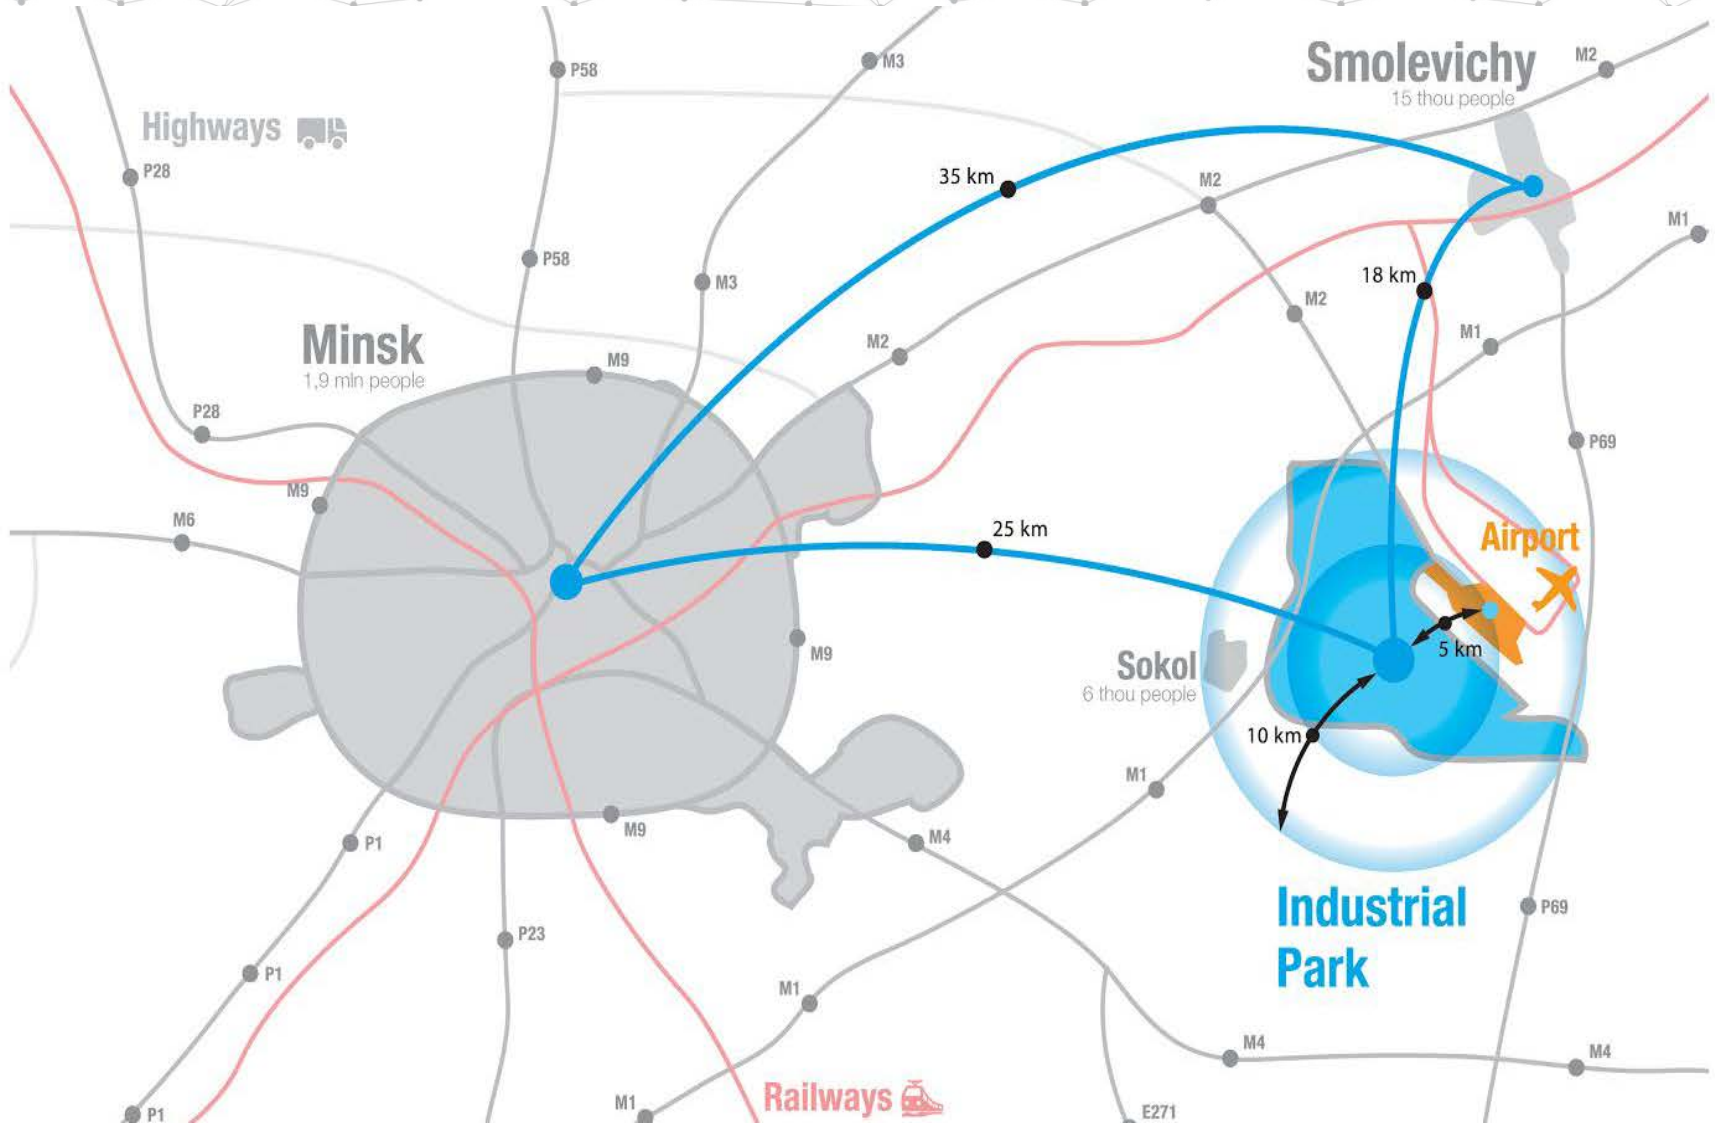 P58
M3
Smolevichy
15 thou people
M2
Highways
P28
35 km
M2
M1
P58
M3
18 km
M2
M1
Minsk
1,9 mln people
M9
M2
P28
P69
M9
M6
25 km
Airport
M9
5 km
Sokol
6 thou people
10 km
M1
M9
P1
M4
Industrial
Park
P69
P23
P1
M1
M4
M4
Railways
M1
P1
E271